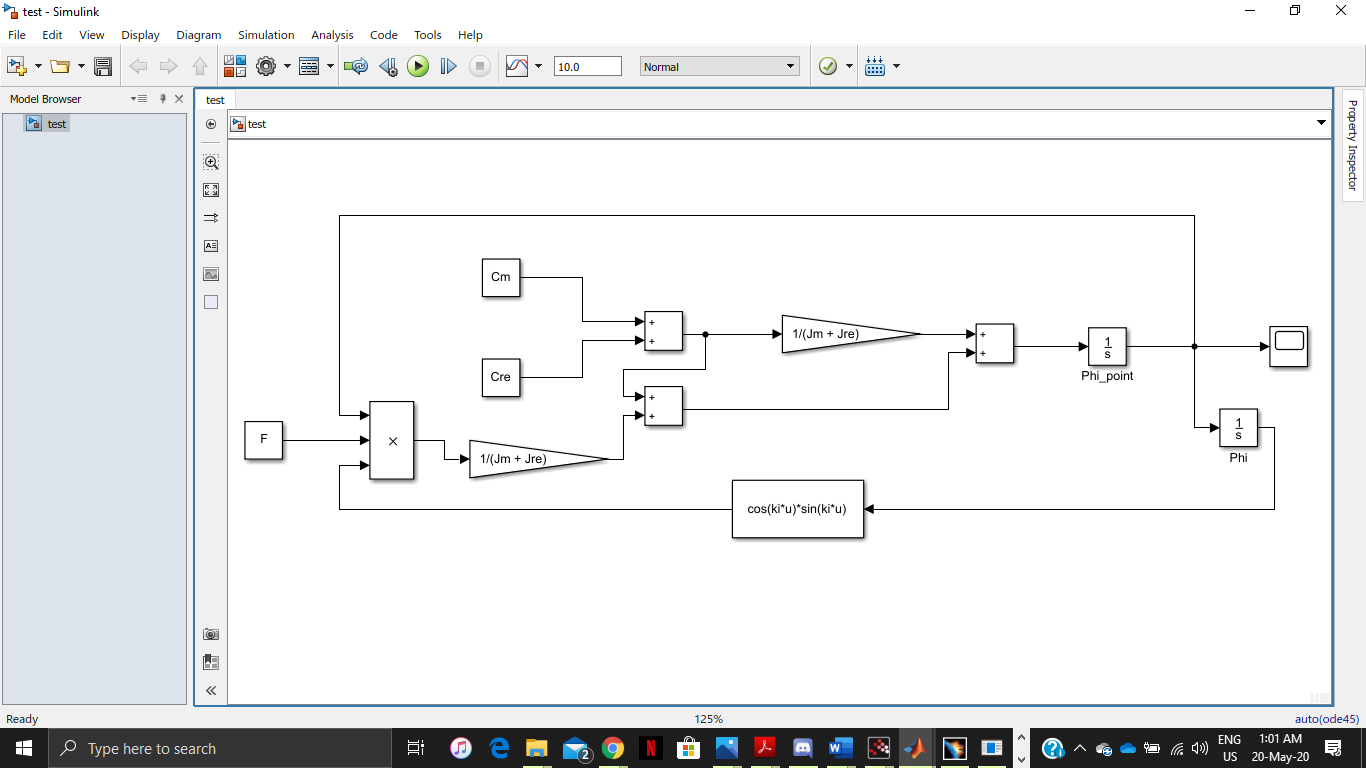 test - Simulink
File Edit View Display Diagram Simulation Analysis Code Tools Help
10.0 Normal
Model Browser
test
test
test
Property Inspector
Cm
Cre
F
+
+
+
+
+
+
×
1/(Jm + Jre)
1/(Jm + Jre)
1
s
Phi_point
1
s
Phi
cos(ki*u)*sin(ki*u)
Ready 125% auto(ode45)
Type here to search
2
ENG
US
1:01 AM
20-May-20